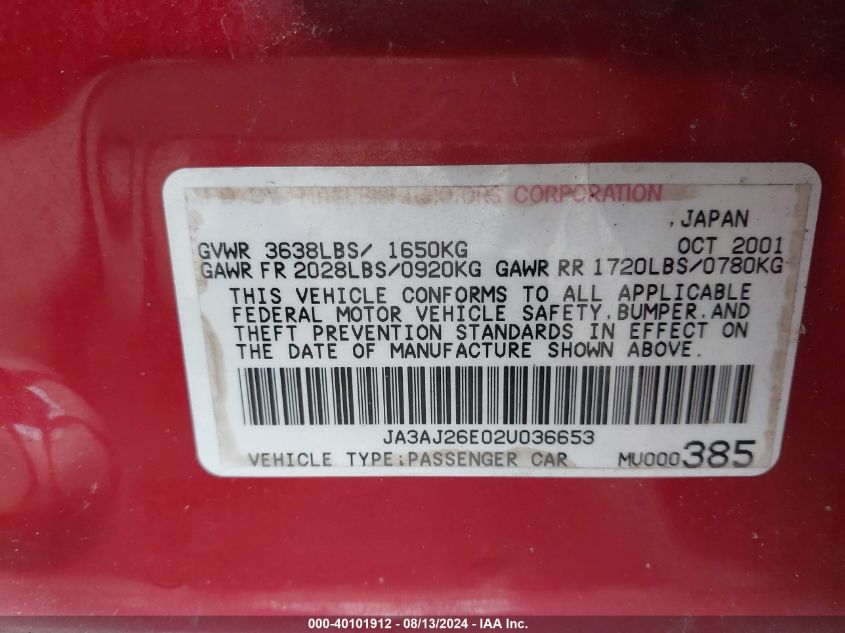 MOTORS CORPORATION
, JAPAN
GVWR 3638LBS/ 1650KG OCT 2001
GAWR FR 2028LBS/0920KG GAWR RR 1720LBS/0780KG
THIS VEHICLE CONFORMS TO ALL APPLICABLE
FEDERAL MOTOR VEHICLE SAFETY, BUMPER, AND
THEFT PREVENTION STANDARDS IN EFFECT ON
THE DATE OF MANUFACTURE SHOWN ABOVE.
JA3AJ26E02U036653
VEHICLE TYPE:PASSENGER CAR MU000385
000-40101912 - 08/13/2024 - IAA Inc.